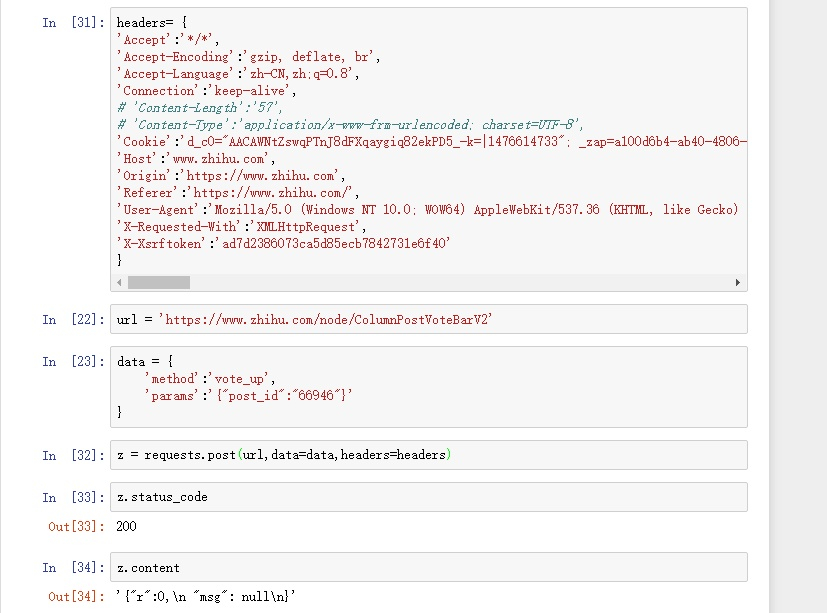 In [31]: headers= {
'Accept':'*/*',
'Accept-Encoding':'gzip, deflate, br',
'Accept-Language':'zh-CN,zh;q=0.8',
'Connection':'keep-alive',
# 'Content-Length':'57',
# 'Content-Type':'application/x-www-frm-urlencoded; charset=UTF-8',
'Cookie':'d_c0="AACAWNtZswqPTnJ8dFXqaygiq82ekPD5_-k=|1476614733"; _zap=a100d6b4-ab40-4806-
'Host':'www.zhihu.com',
'Origin':'https://www.zhihu.com',
'Referer':'https://www.zhihu.com/',
'User-Agent':'Mozilla/5.0 (Windows NT 10.0; WOW64) AppleWebKit/537.36 (KHTML, like Gecko)
'X-Requested-With':'XMLHttpRequest',
'X-Xsrftoken':'ad7d2386073ca5d85ecb7842731e6f40'
}
In [22]: url = 'https://www.zhihu.com/node/ColumnPostVoteBarV2'
In [23]: data = {
'method':'vote_up',
'params':'{"post_id":"66946"}'
}
In [32]: z = requests.post(url,data=data,headers=headers)
In [33]: z.status_code
Out[33]: 200
In [34]: z.content
Out[34]: '{"r":0,\n "msg": null\n}'